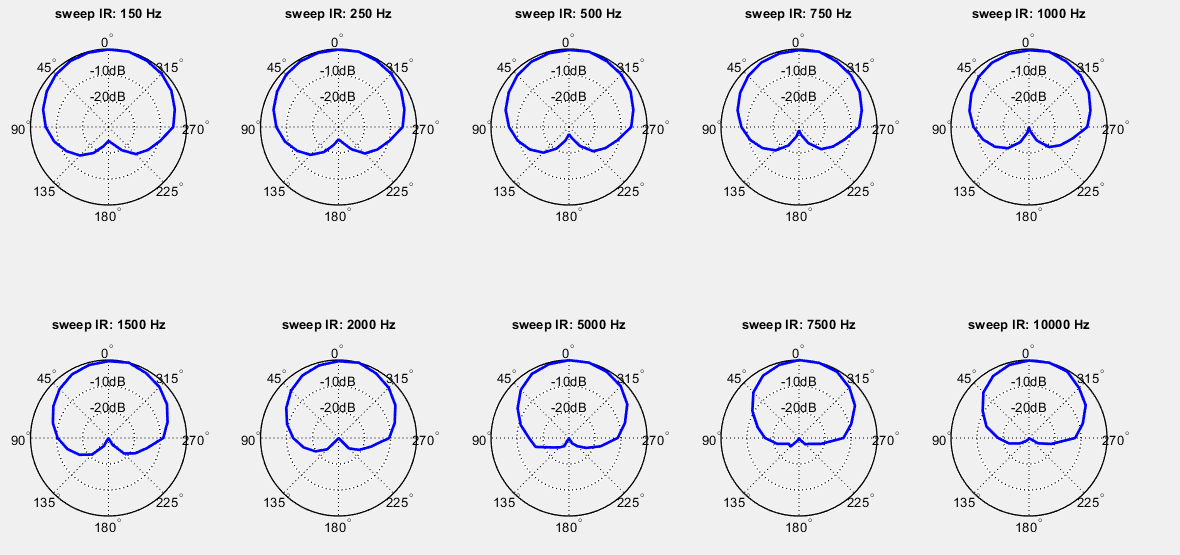 sweep IR: 150 Hz
0°
45°
315°
-10dB
-20dB
90°
270°
135°
225°
180°
sweep IR: 250 Hz
0°
45°
315°
-10dB
-20dB
90°
270°
135°
225°
180°
sweep IR: 500 Hz
0°
45°
315°
-10dB
-20dB
90°
270°
135°
225°
180°
sweep IR: 750 Hz
0°
45°
315°
-10dB
-20dB
90°
270°
135°
225°
180°
sweep IR: 1000 Hz
0°
45°
315°
-10dB
-20dB
90°
270°
135°
225°
180°
sweep IR: 1500 Hz
0°
45°
315°
-10dB
-20dB
90°
270°
135°
225°
180°
sweep IR: 2000 Hz
0°
45°
315°
-10dB
-20dB
90°
270°
135°
225°
180°
sweep IR: 5000 Hz
0°
45°
315°
-10dB
-20dB
90°
270°
135°
225°
180°
sweep IR: 7500 Hz
0°
45°
315°
-10dB
-20dB
90°
270°
135°
225°
180°
sweep IR: 10000 Hz
0°
45°
315°
-10dB
-20dB
90°
270°
135°
225°
180°